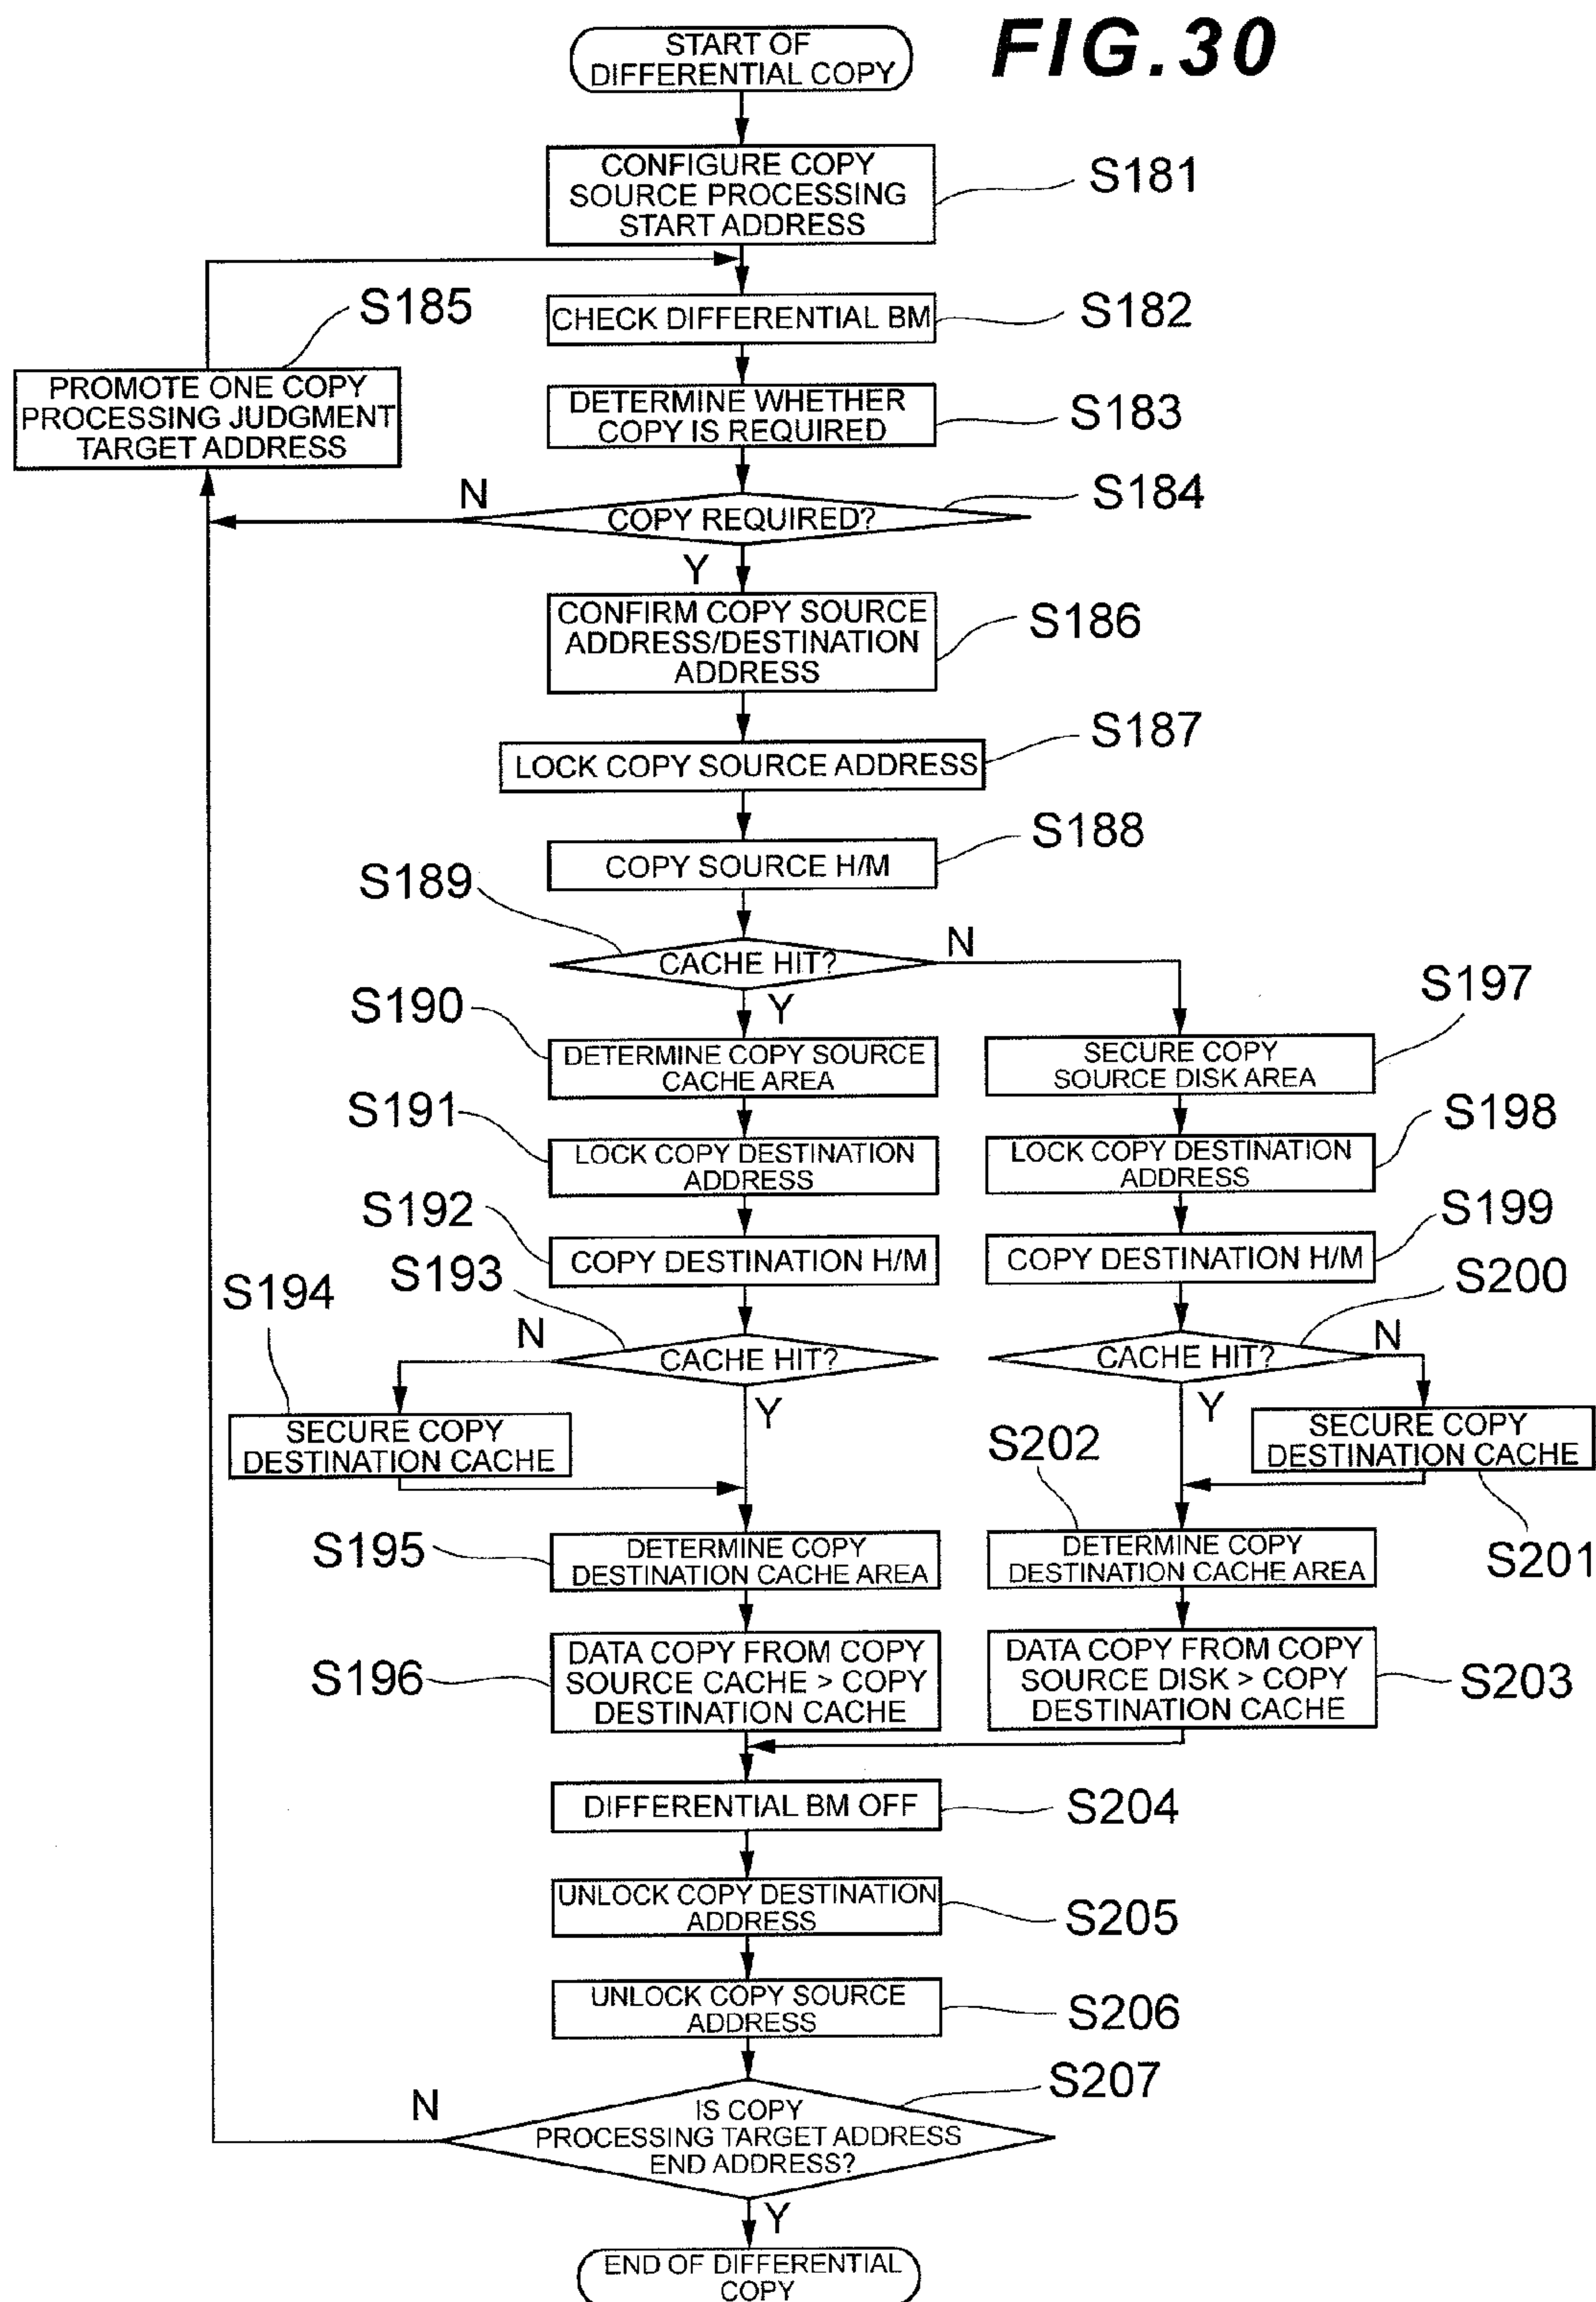 FIG.30
START OF
DIFFERENTIAL COPY
CONFIGURE COPY
SOURCE PROCESSING
START ADDRESS
S181
CHECK DIFFERENTIAL BM
S182
S185
PROMOTE ONE COPY
PROCESSING JUDGMENT
TARGET ADDRESS
DETERMINE WHETHER
COPY IS REQUIRED
S183
N
COPY REQUIRED?
S184
Y
CONFIRM COPY SOURCE
ADDRESS/DESTINATION
ADDRESS
S186
LOCK COPY SOURCE ADDRESS
S187
COPY SOURCE H/M
S188
S189
CACHE HIT?
N
Y
S190
DETERMINE COPY SOURCE
CACHE AREA
SECURE COPY
SOURCE DISK AREA
S197
S191
LOCK COPY DESTINATION
ADDRESS
LOCK COPY DESTINATION
ADDRESS
S198
S192
COPY DESTINATION H/M
COPY DESTINATION H/M
S199
S193
S194
N
CACHE HIT?
Y
CACHE HIT?
N
S200
Y
SECURE COPY
DESTINATION CACHE
S202
SECURE COPY
DESTINATION CACHE
S201
S195
DETERMINE COPY
DESTINATION CACHE AREA
DETERMINE COPY
DESTINATION CACHE AREA
S196
DATA COPY FROM COPY
SOURCE CACHE > COPY
DESTINATION CACHE
DATA COPY FROM COPY
SOURCE DISK > COPY
DESTINATION CACHE
S203
DIFFERENTIAL BM OFF
S204
UNLOCK COPY DESTINATION
ADDRESS
S205
UNLOCK COPY SOURCE
ADDRESS
S206
N
IS COPY
PROCESSING TARGET ADDRESS
END ADDRESS?
S207
Y
END OF DIFFERENTIAL
COPY